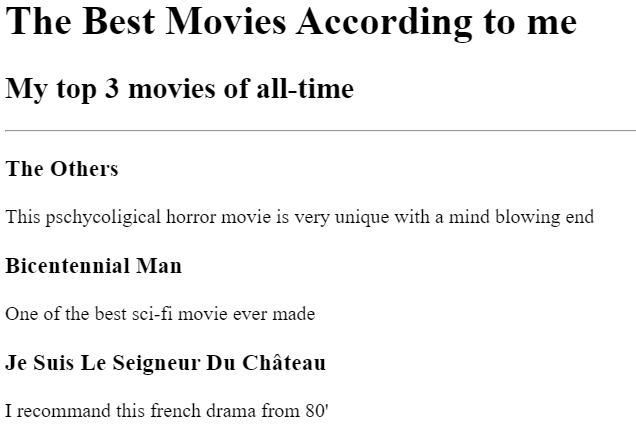 The Best Movies According to me
My top 3 movies of all-time
The Others
This pschycoligical horror movie is very unique with a mind blowing end
Bicentennial Man
One of the best sci-fi movie ever made
Je Suis Le Seigneur Du Château
I recommand this french drama from 80'